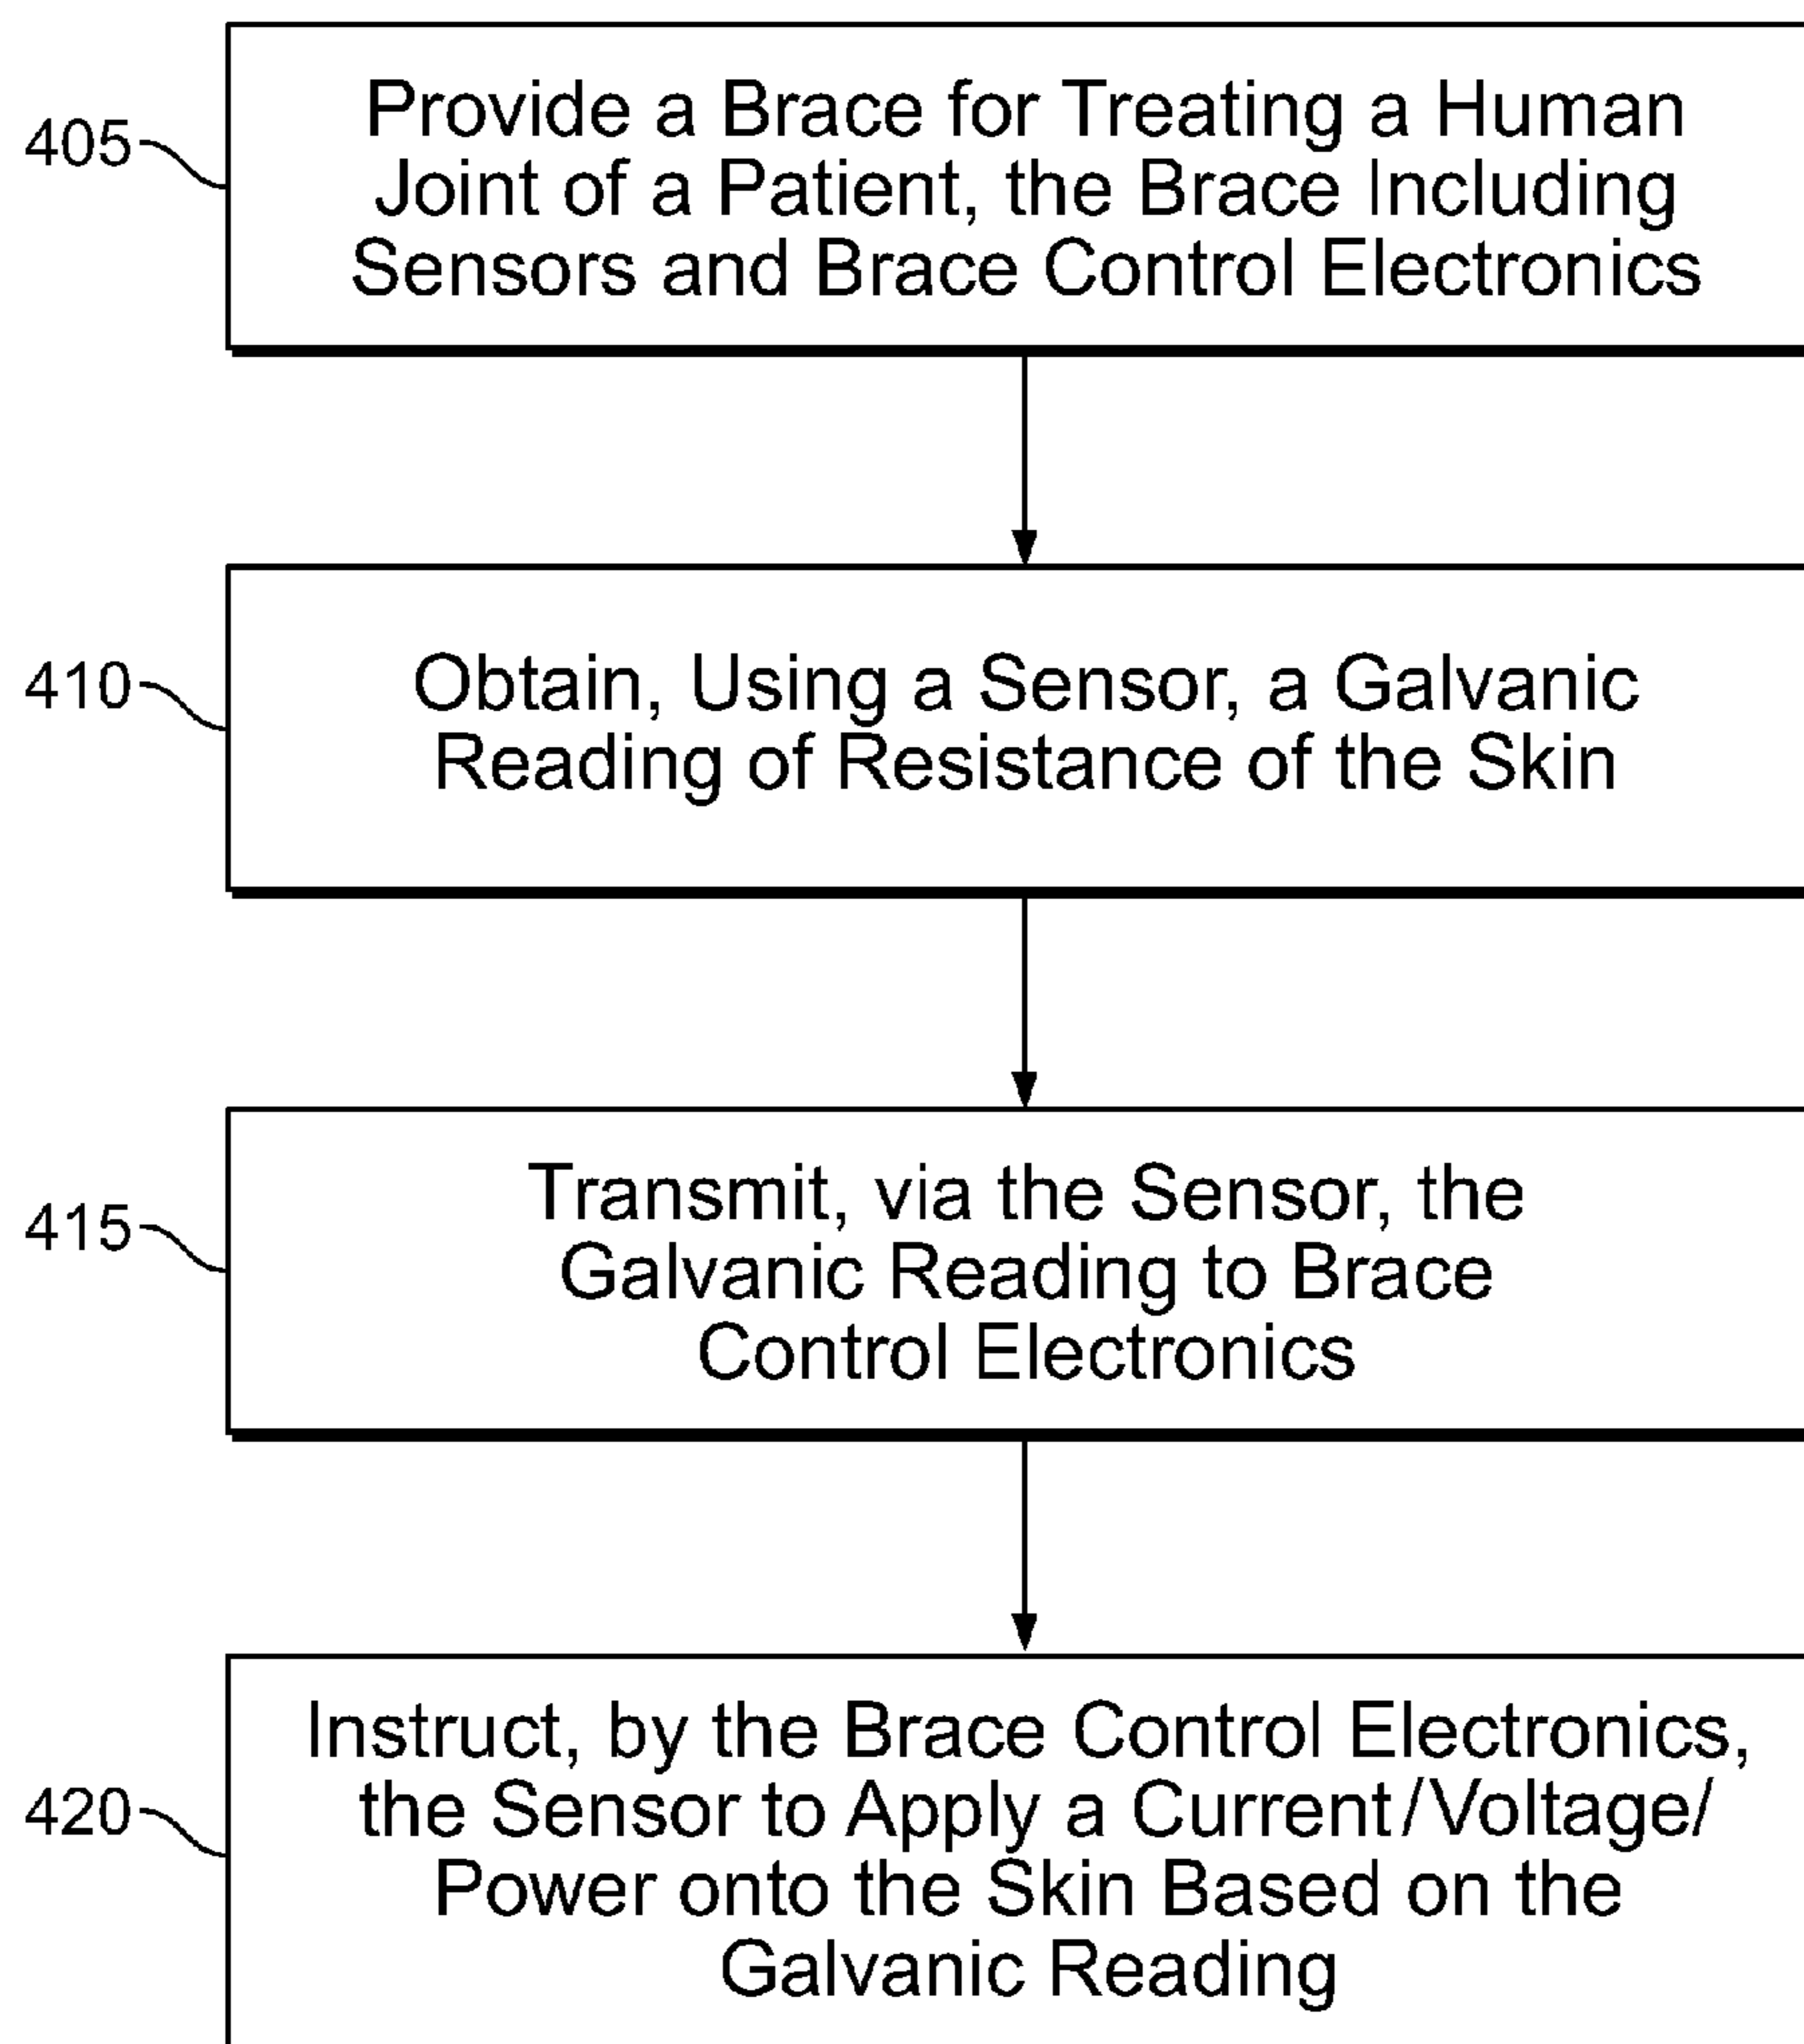 405
Provide a Brace for Treating a Human
Joint of a Patient, the Brace Including
Sensors and Brace Control Electronics
410
Obtain, Using a Sensor, a Galvanic
Reading of Resistance of the Skin
415
Transmit, via the Sensor, the
Galvanic Reading to Brace
Control Electronics
420
Instruct, by the Brace Control Electronics,
the Sensor to Apply a Current/Voltage/
Power onto the Skin Based on the
Galvanic Reading